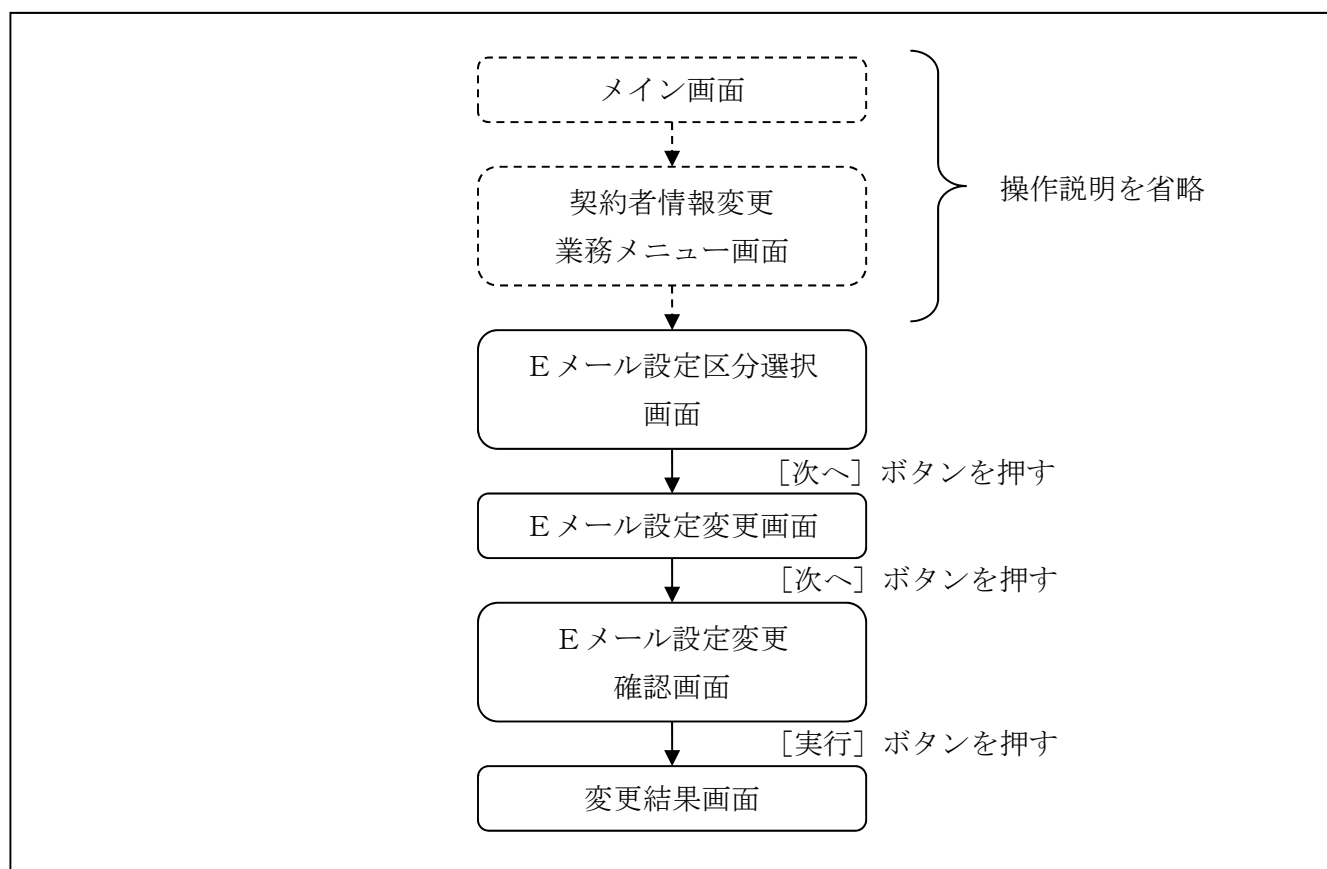 メイン画面
契約者情報変更
業務メニュー画面
操作説明を省略
Ｅメール設定区分選択
画面
［次へ］ボタンを押す
Ｅメール設定変更画面
［次へ］ボタンを押す
Ｅメール設定変更
確認画面
［実行］ボタンを押す
変更結果画面